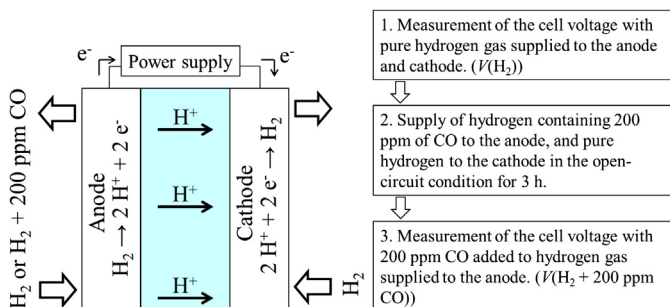 e-
Power supply
e-
H2 or H2 + 200 ppm CO
Anode
H2 → 2 H+ + 2 e-
H+
H+
H+
Cathode
2 H+ + 2 e- → H2
H2
1. Measurement of the cell voltage with
pure hydrogen gas supplied to the anode
and cathode. (V(H2))
2. Supply of hydrogen containing 200
ppm of CO to the anode, and pure
hydrogen to the cathode in the open-
circuit condition for 3 h.
3. Measurement of the cell voltage with
200 ppm CO added to hydrogen gas
supplied to the anode. (V(H2 + 200 ppm
CO))